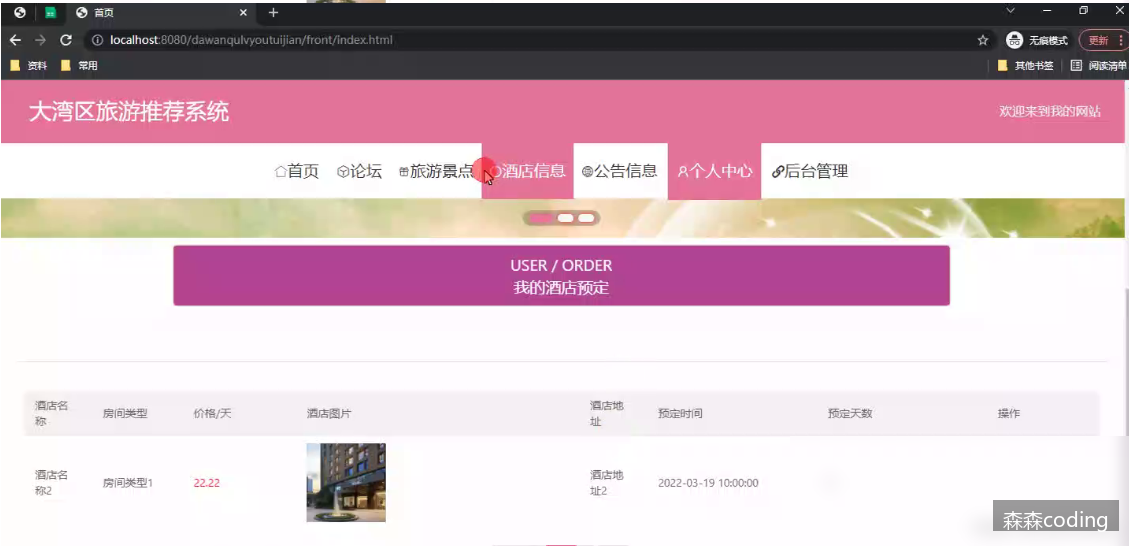 首页
localhost:8080/dawanqulvyoutuijian/front/index.html
无痕模式
更新
资料
常用
其他书签
阅读清单
大湾区旅游推荐系统
欢迎来到我的网站
首页 论坛 旅游景点 酒店信息 公告信息 个人中心 后台管理
USER / ORDER
我的酒店预定
酒店名称 房间类型 价格/天 酒店图片 酒店地址 预定时间 预定天数 操作
酒店名称2 房间类型1 22.22 酒店地址2 2022-03-19 10:00:00
森森coding